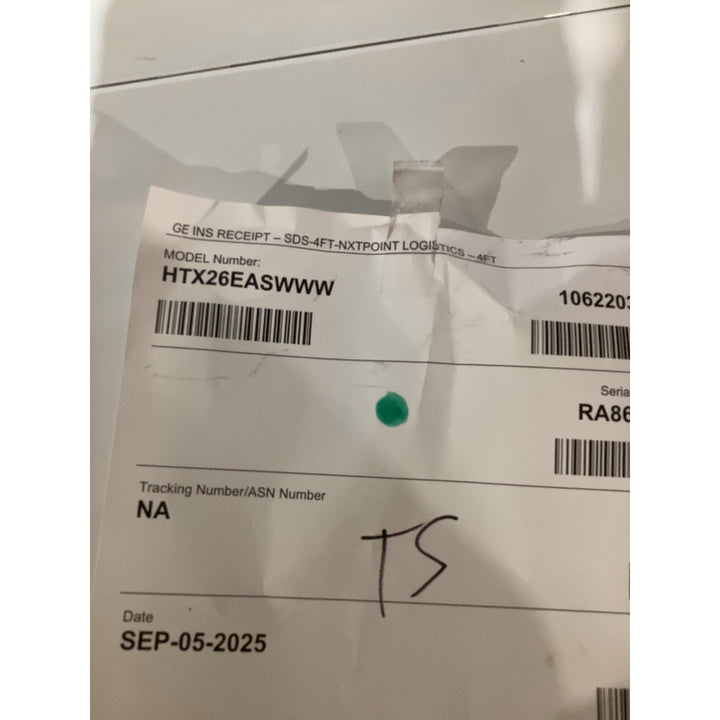 GE INS RECEIPT – SDS-4FT-NXTPOINT LOGISTICS – 4FT
MODEL Number:
HTX26EASWWW
1062203
Seria
RA86
Tracking Number/ASN Number
NA
TS
Date
SEP-05-2025